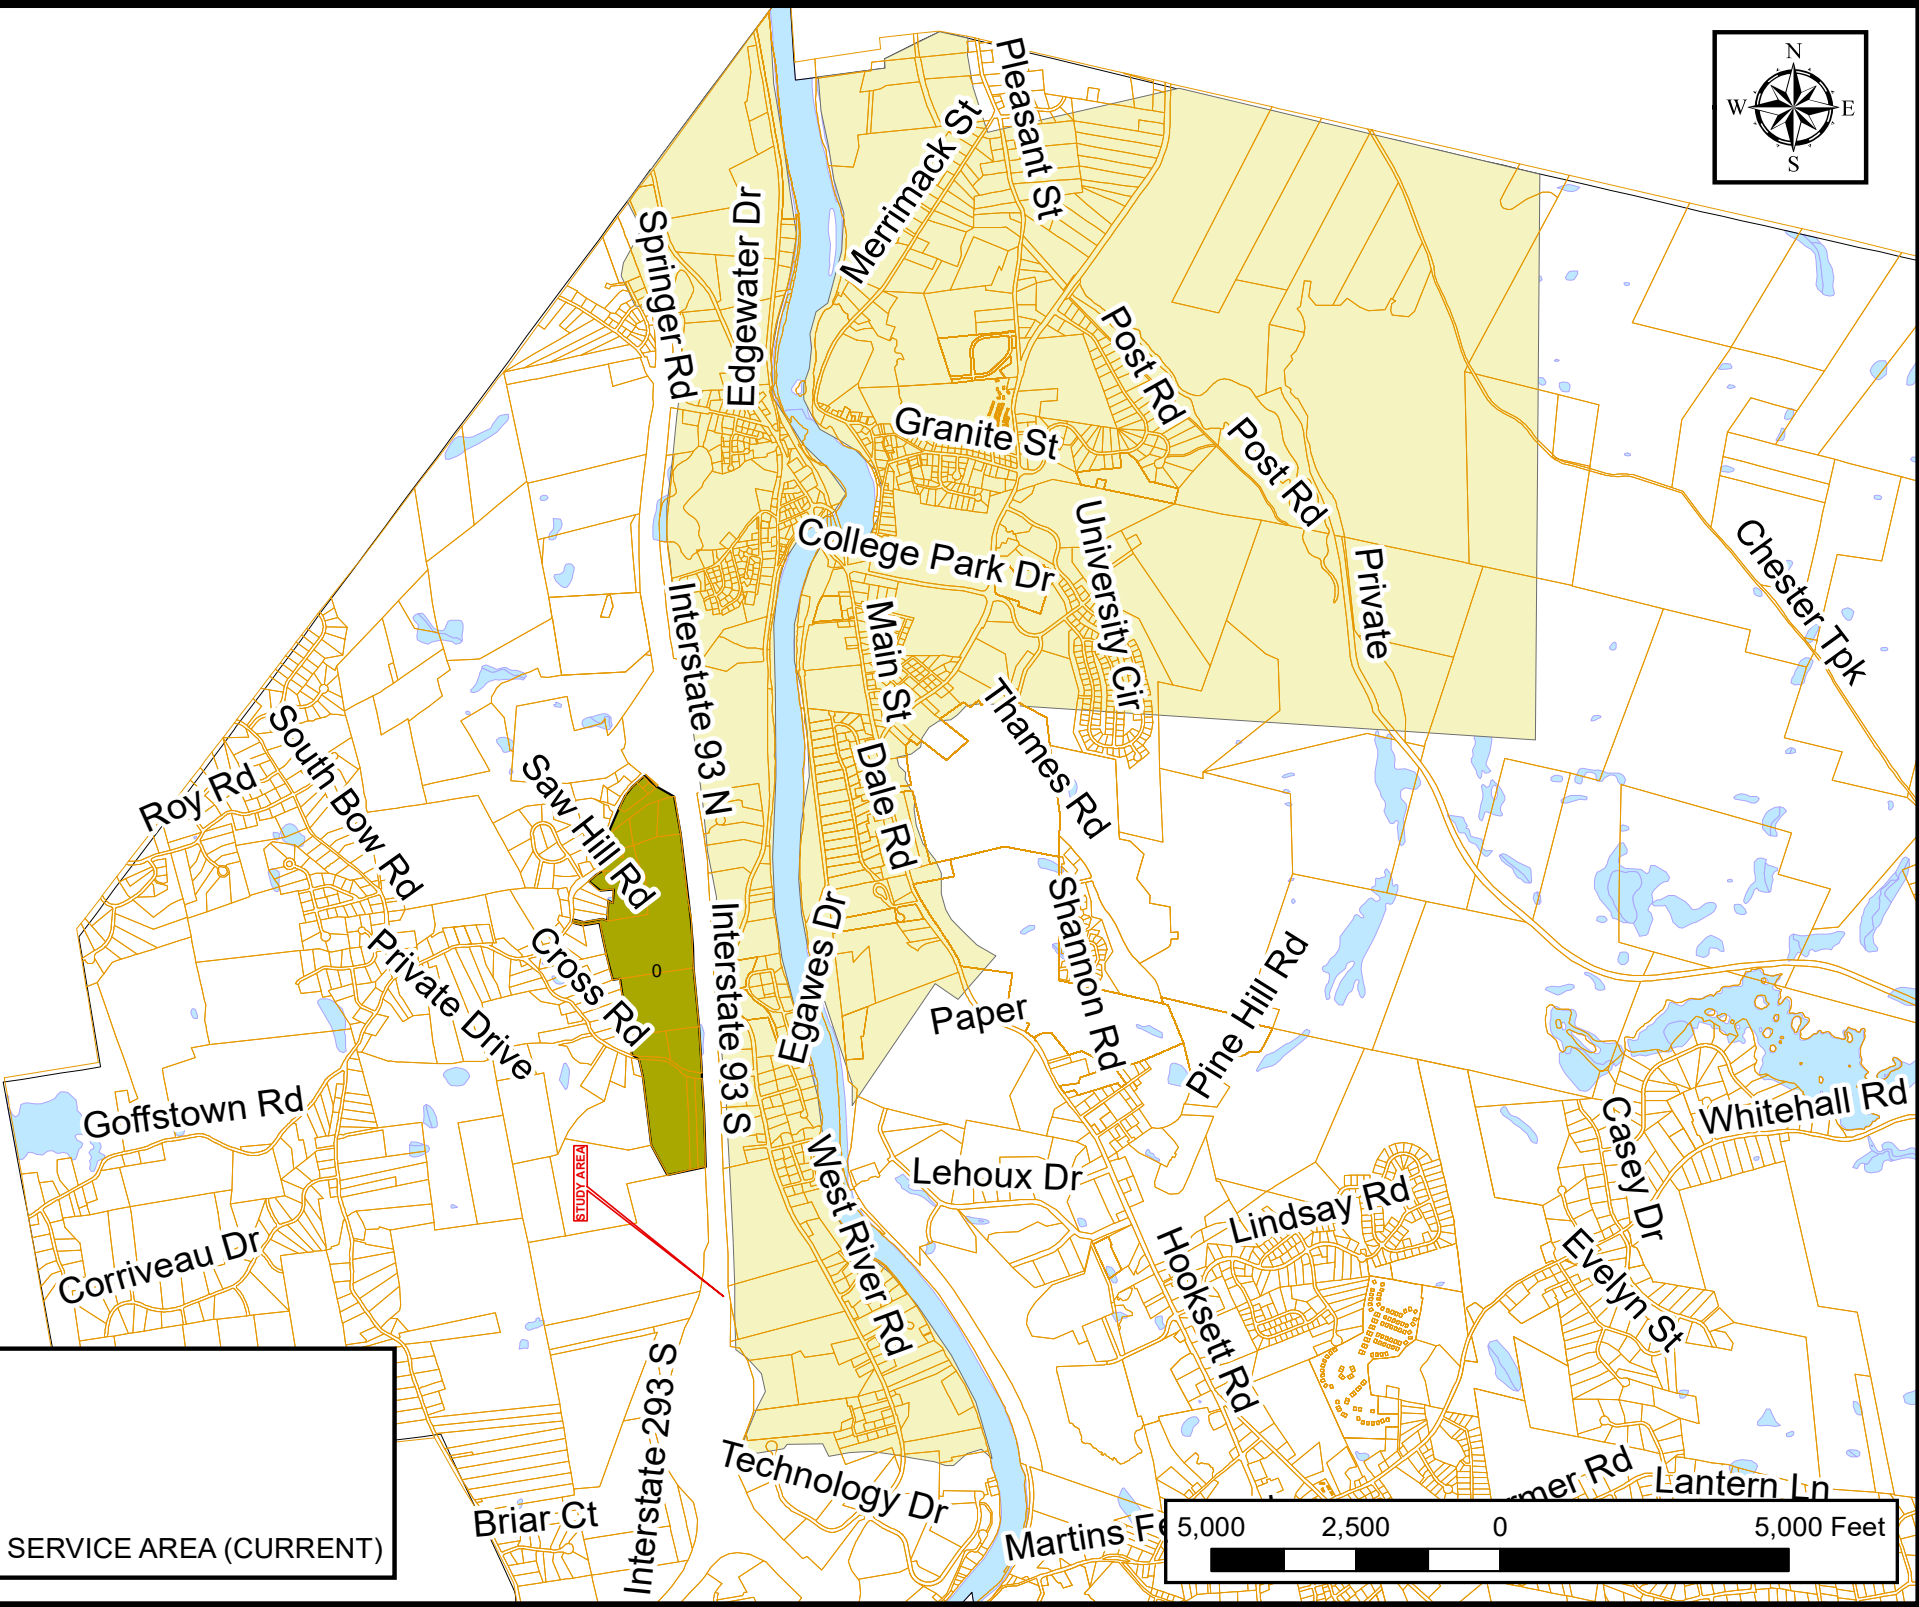 N
W
E
S
Pleasant St
Merrimack St
Springer Rd
Edgewater Dr
Post Rd
Granite St
Post Rd
College Park Dr
University Cir
Private
Chester Tpk
Interstate 93 N
Main St
Thames Rd
South Bow Rd
Roy Rd
Saw Hill Rd
Dale Rd
Shannon Rd
Interstate 93 S
Egawes Dr
Cross Rd
0
Private Drive
Paper
Pine Hill Rd
Goffstown Rd
Whitehall Rd
Casey Dr
STUDY AREA
West River Rd
Lehoux Dr
Lindsay Rd
Corriveau Dr
Hooksett Rd
Evelyn St
Interstate 293 S
Technology Dr
rmer Rd
Lantern Ln
Briar Ct
Martins Fe
SERVICE AREA (CURRENT)
5,000 2,500 0 5,000 Feet